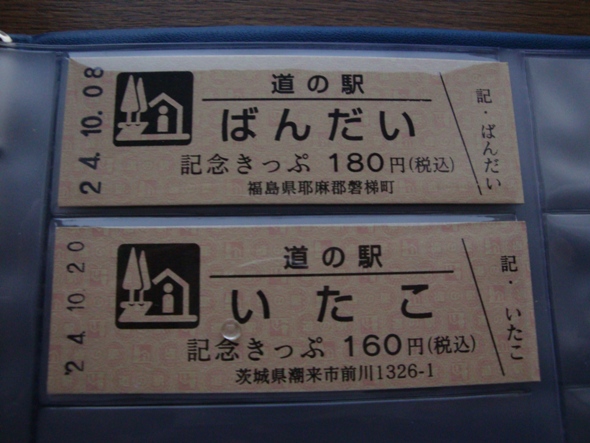 24.10.08
道の駅
ばんだい
記念きっぷ 180円(税込)
福島県耶麻郡磐梯町
記・ばんだい
'24.10.20
道の駅
いたこ
記念きっぷ 160円(税込)
茨城県潮来市前川1326-1
記・いたこ